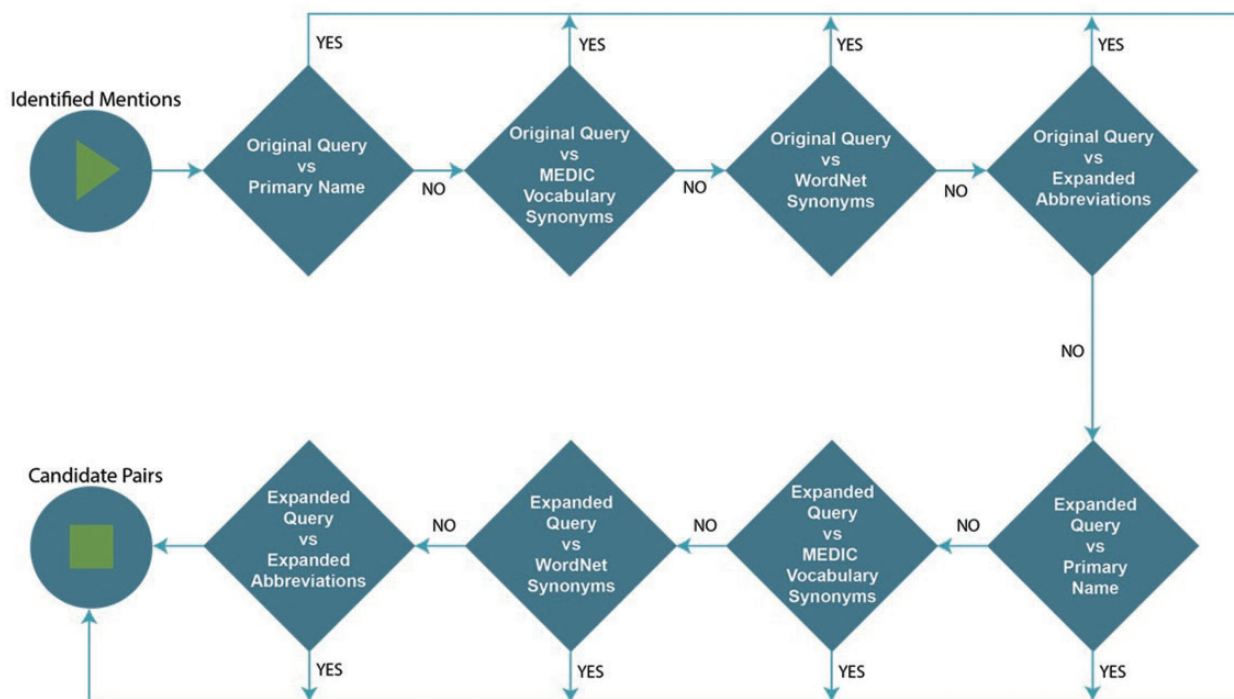 YES
YES
YES
YES
Identified Mentions
Original Query
vs
Primary Name
NO
Original Query
vs
MEDIC
Vocabulary
Synonyms
NO
Original Query
vs
WordNet
Synonyms
NO
Original Query
vs
Expanded
Abbreviations
NO
Expanded
Query
vs
Primary
Name
NO
Expanded
Query
vs
MEDIC
Vocabulary
Synonyms
NO
Expanded
Query
vs
WordNet
Synonyms
NO
Expanded
Query
vs
Expanded
Abbreviations
Candidate Pairs
YES
YES
YES
YES